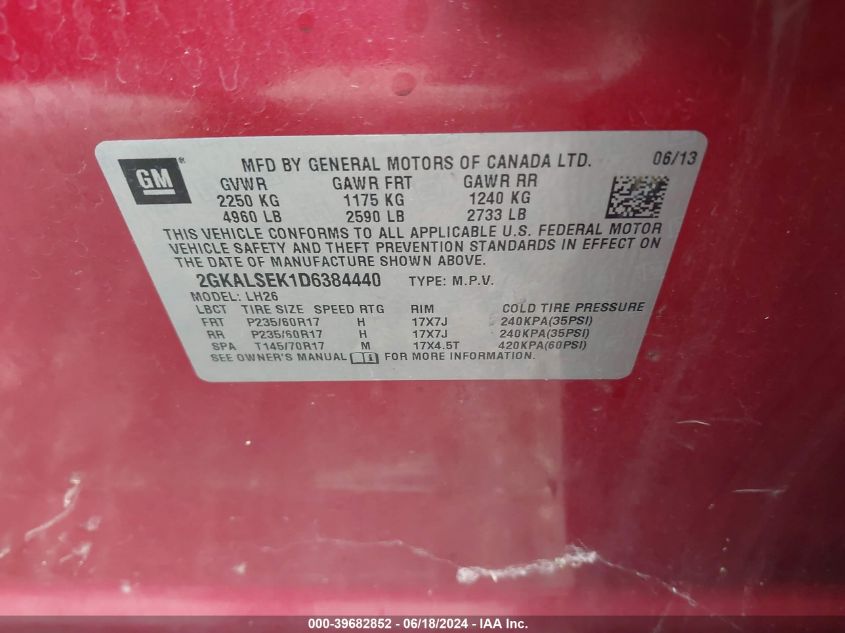 GM®
MFD BY GENERAL MOTORS OF CANADA LTD. 06/13
GVWR GAWR FRT GAWR RR
2250 KG 1175 KG 1240 KG
4960 LB 2590 LB 2733 LB
THIS VEHICLE CONFORMS TO ALL APPLICABLE U.S. FEDERAL MOTOR
VEHICLE SAFETY AND THEFT PREVENTION STANDARDS IN EFFECT ON
THE DATE OF MANUFACTURE SHOWN ABOVE.
2GKALSEK1D6384440 TYPE: M.P.V.
MODEL: LH26
LBCT TIRE SIZE SPEED RTG RIM COLD TIRE PRESSURE
FRT P235/60R17 H 17X7J 240KPA(35PSI)
RR P235/60R17 H 17X7J 240KPA(35PSI)
SPA T145/70R17 M 17X4.5T 420KPA(60PSI)
SEE OWNER'S MANUAL FOR MORE INFORMATION.
000-39682852 - 06/18/2024 - IAA Inc.